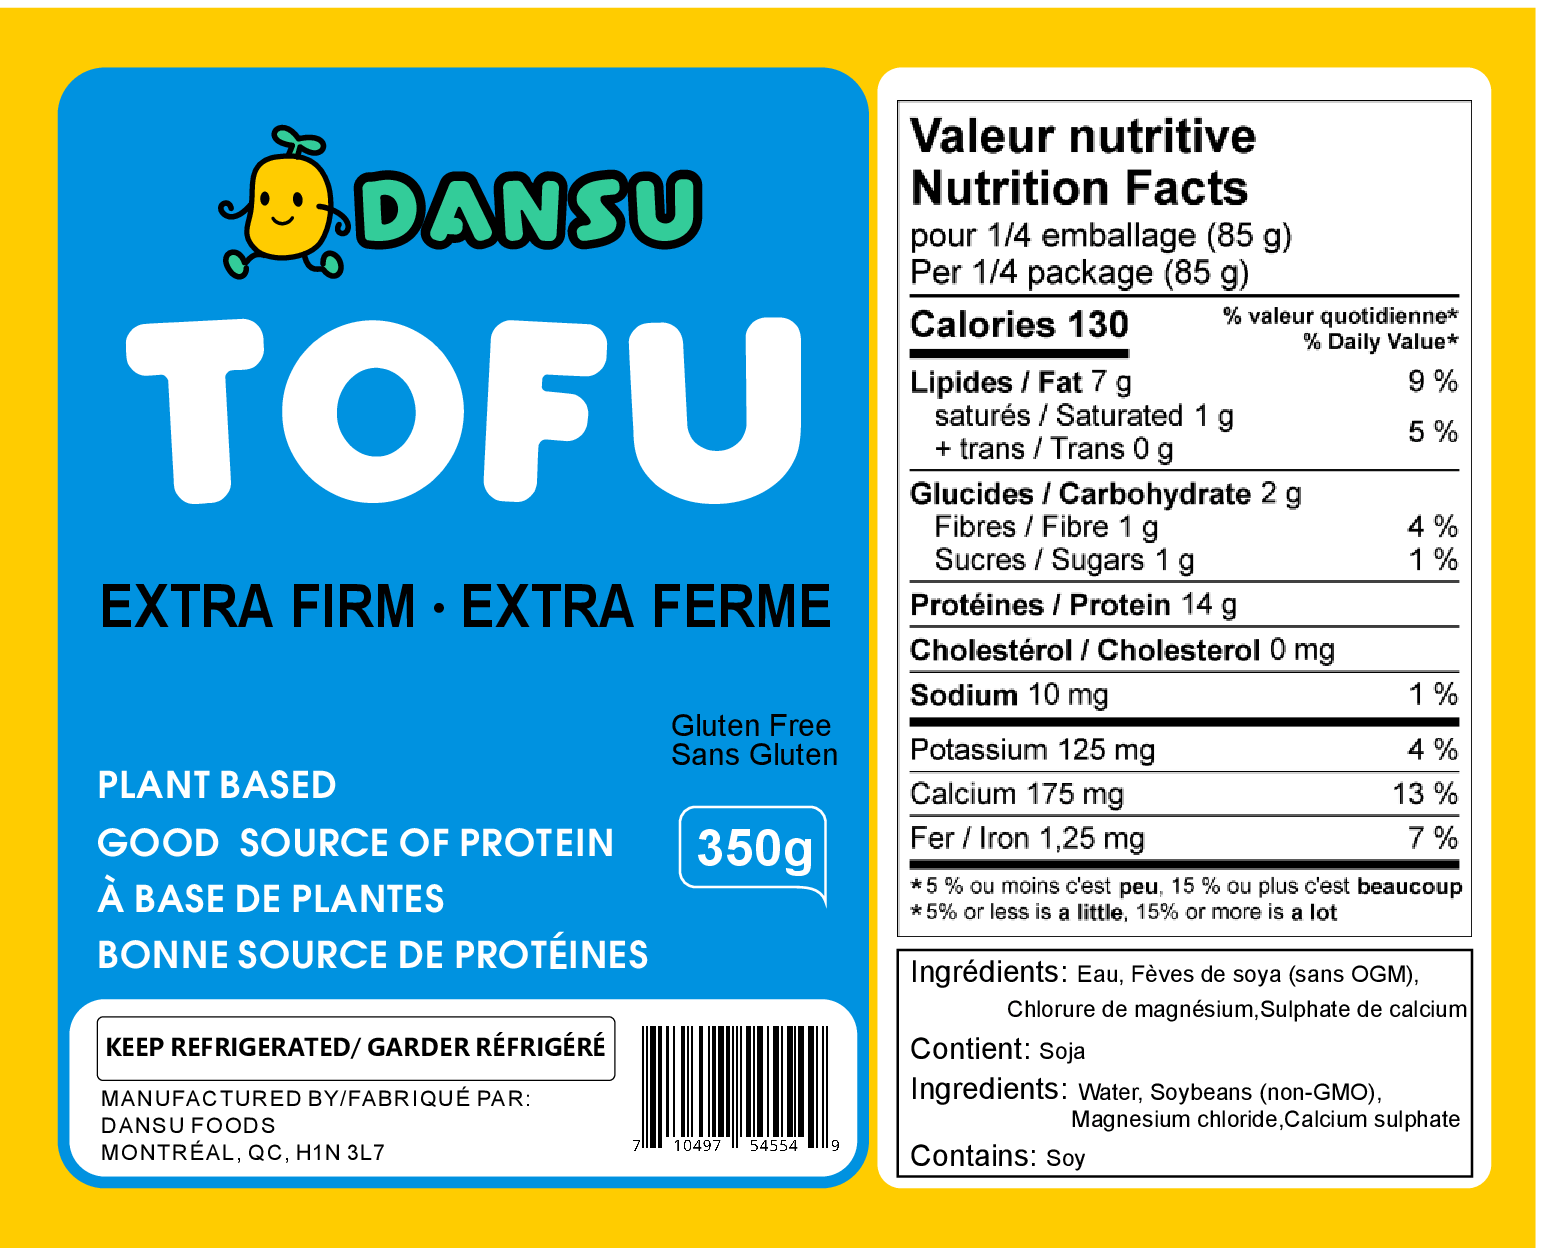 DANSU
TOFU
EXTRA FIRM · EXTRA FERME
Gluten Free
Sans Gluten
PLANT BASED
GOOD SOURCE OF PROTEIN
À BASE DE PLANTES
BONNE SOURCE DE PROTÉINES
350g
KEEP REFRIGERATED/ GARDER RÉFRIGÉRÉ
MANUFACTURED BY/FABRIQUÉ PAR:
DANSU FOODS
MONTRÉAL, QC, H1N 3L7
7 10497 54554 9
Valeur nutritive
Nutrition Facts
pour 1/4 emballage (85 g)
Per 1/4 package (85 g)
Calories 130
% valeur quotidienne*
% Daily Value*
Lipides / Fat 7 g 9 %
saturés / Saturated 1 g
+ trans / Trans 0 g
5 %
Glucides / Carbohydrate 2 g
Fibres / Fibre 1 g 4 %
Sucres / Sugars 1 g 1 %
Protéines / Protein 14 g
Cholestérol / Cholesterol 0 mg
Sodium 10 mg 1 %
Potassium 125 mg 4 %
Calcium 175 mg 13 %
Fer / Iron 1,25 mg 7 %
*5 % ou moins c'est peu, 15 % ou plus c'est beaucoup
*5% or less is a little, 15% or more is a lot
Ingrédients: Eau, Fèves de soya (sans OGM),
Chlorure de magnésium,Sulphate de calcium
Contient: Soja
Ingredients: Water, Soybeans (non-GMO),
Magnesium chloride,Calcium sulphate
Contains: Soy